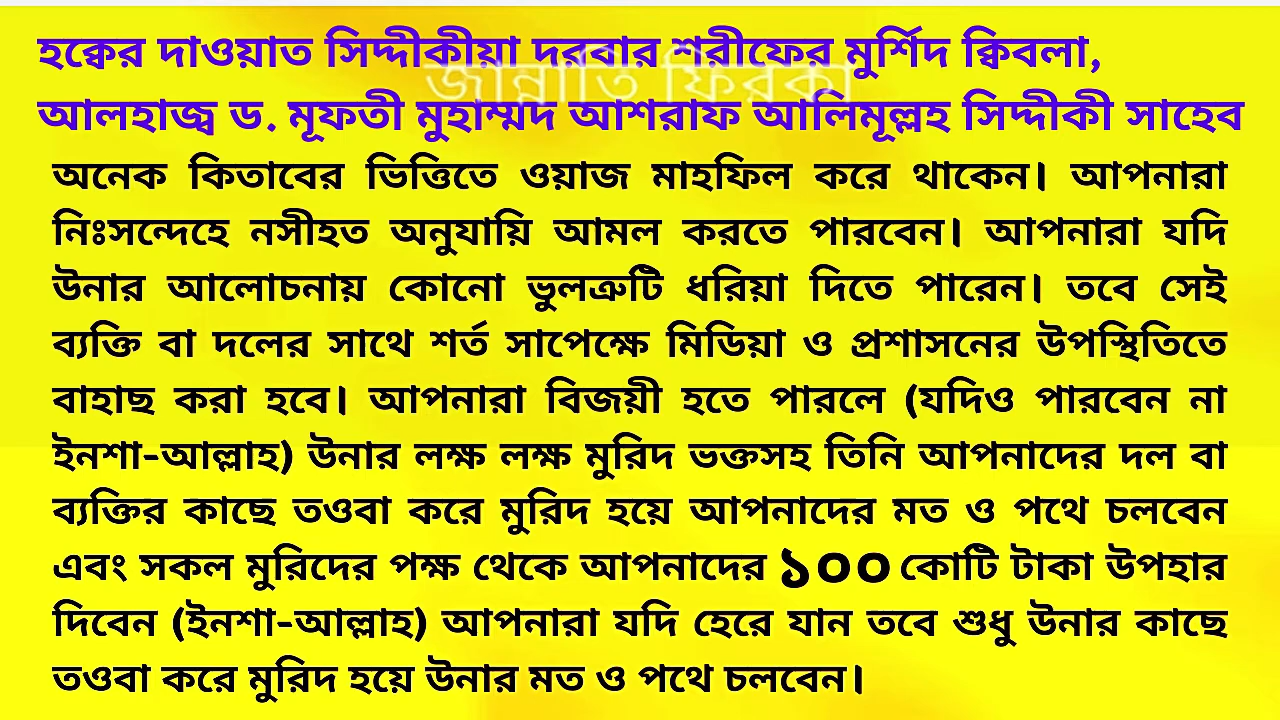 হক্বের দাওয়াত সিদ্দীকীয়া দরবার শরীফের মুর্শিদ ক্বিবলা,
জান্নাতি ফিরকা
আলহাজ্ব ড. মূফতী মুহাম্মদ আশরাফ আলিমূল্লহ সিদ্দীকী সাহেব
অনেক কিতাবের ভিত্তিতে ওয়াজ মাহফিল করে থাকেন। আপনারা
নিঃসন্দেহে নসীহত অনুযায়ি আমল করতে পারবেন। আপনারা যদি
উনার আলোচনায় কোনো ভুলত্রুটি ধরিয়া দিতে পারেন। তবে সেই
ব্যক্তি বা দলের সাথে শর্ত সাপেক্ষে মিডিয়া ও প্রশাসনের উপস্থিতিতে
বাহাছ করা হবে। আপনারা বিজয়ী হতে পারলে (যদিও পারবেন না
ইনশা-আল্লাহ) উনার লক্ষ লক্ষ মুরিদ ভক্তসহ তিনি আপনাদের দল বা
ব্যক্তির কাছে তওবা করে মুরিদ হয়ে আপনাদের মত ও পথে চলবেন
এবং সকল মুরিদের পক্ষ থেকে আপনাদের ১০০ কোটি টাকা উপহার
দিবেন (ইনশা-আল্লাহ) আপনারা যদি হেরে যান তবে শুধু উনার কাছে
তওবা করে মুরিদ হয়ে উনার মত ও পথে চলবেন।